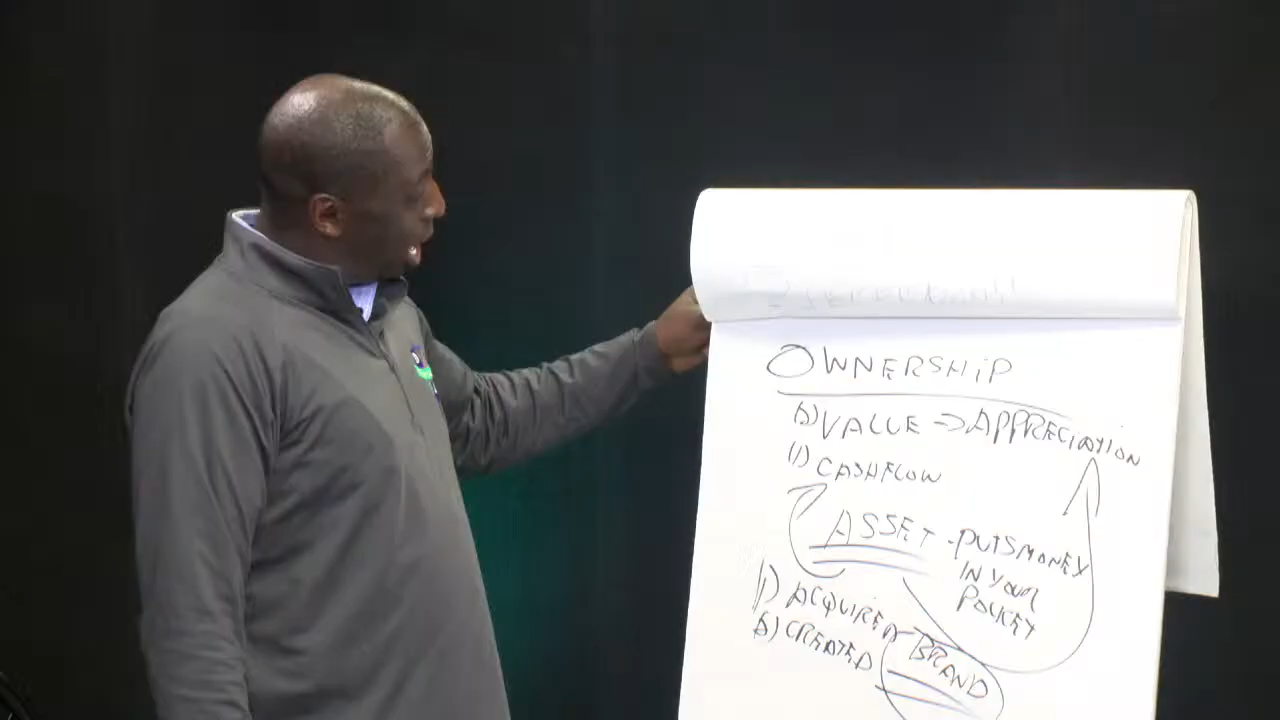 OWNERSHIP
2) VALUE → APPRECIATION
1) CASHFLOW
ASSET - PUTS MONEY
IN YOUR
POCKET
1) ACQUIRED
2) CREATED
BRAND